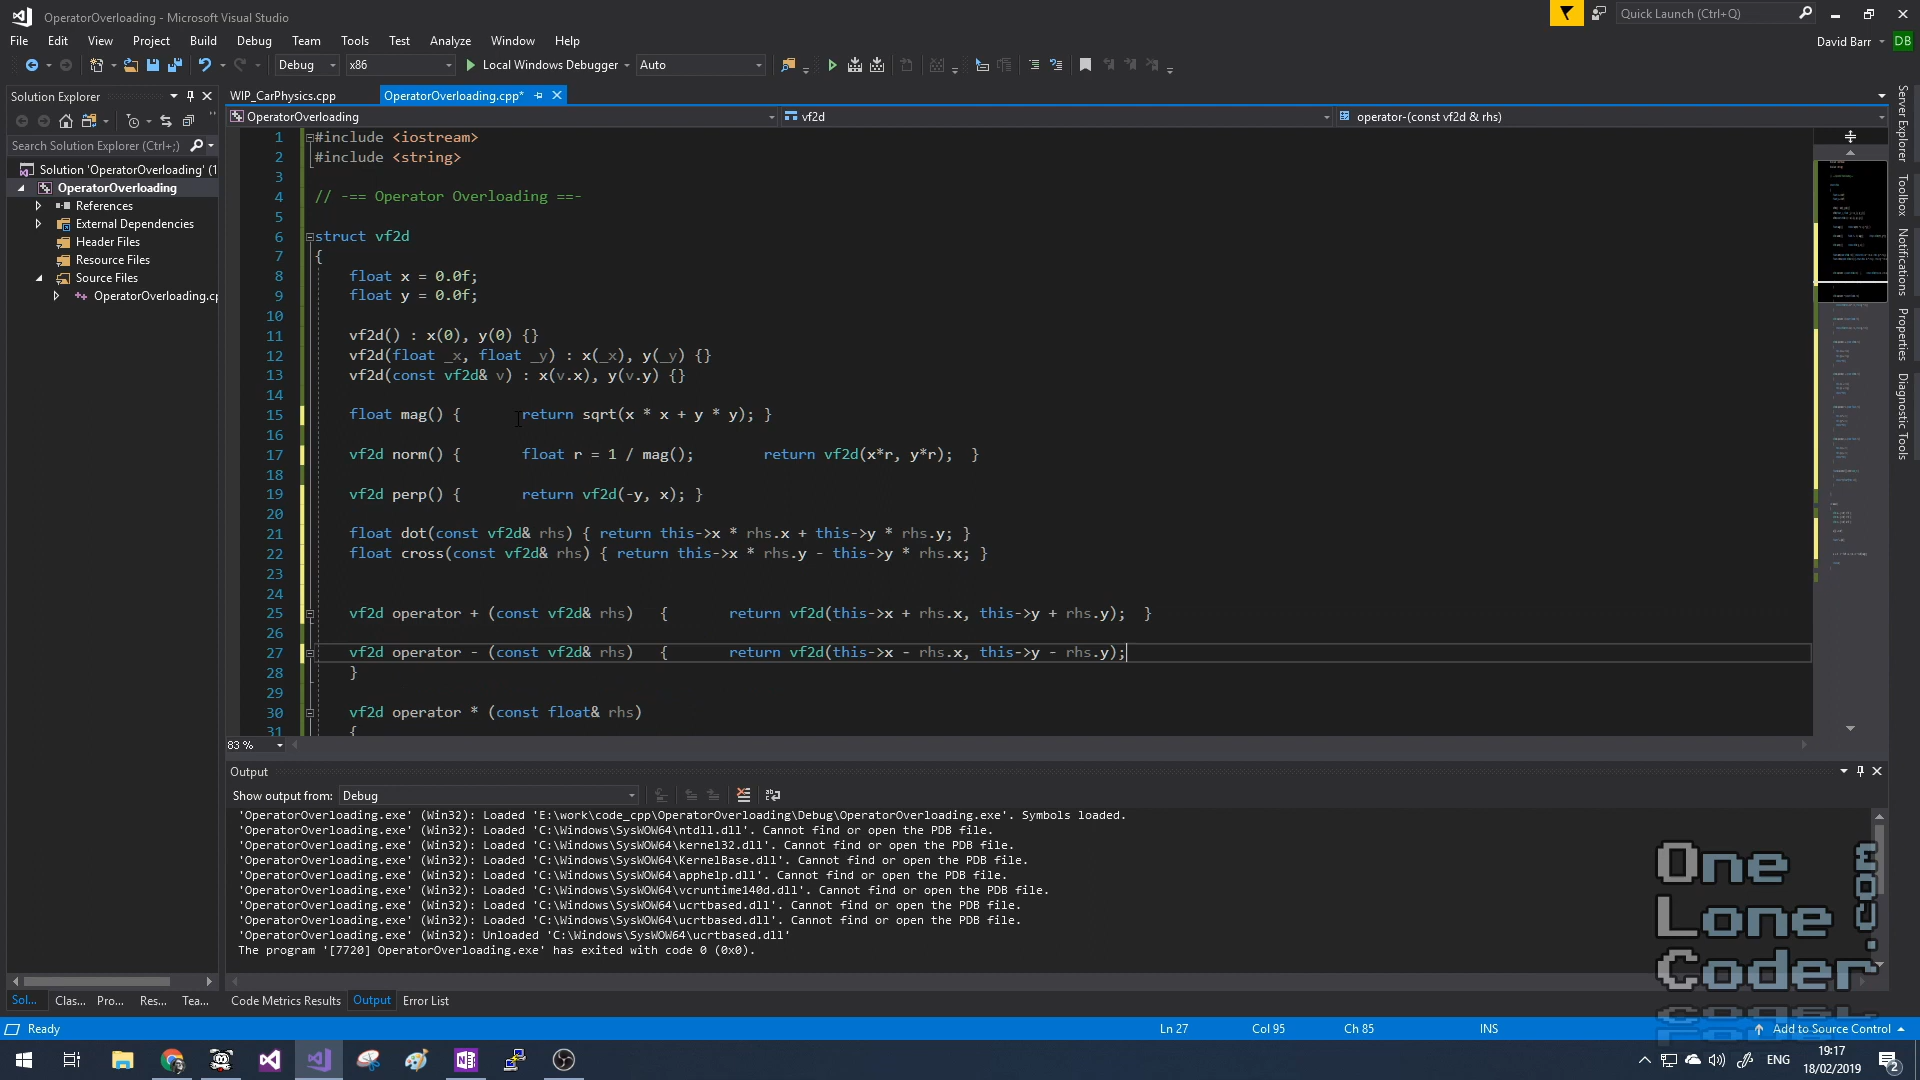 OperatorOverloading - Microsoft Visual Studio
Quick Launch (Ctrl+Q)
File Edit View Project Build Debug Team Tools Test Analyze Window Help
David Barr DB
Debug x86 Local Windows Debugger Auto
Solution Explorer
WIP_CarPhysics.cpp OperatorOverloading.cpp*
OperatorOverloading vf2d operator-(const vf2d & rhs)
Search Solution Explorer (Ctrl+;)
Solution 'OperatorOverloading' (1
OperatorOverloading
References
External Dependencies
Header Files
Resource Files
Source Files
OperatorOverloading.cp
1 #include <iostream>
2 #include <string>
3
4 // -== Operator Overloading ==-
5
6 struct vf2d
7 {
8 float x = 0.0f;
9 float y = 0.0f;
10
11 vf2d() : x(0), y(0) {}
12 vf2d(float _x, float _y) : x(_x), y(_y) {}
13 vf2d(const vf2d& v) : x(v.x), y(v.y) {}
14
15 float mag() { return sqrt(x * x + y * y); }
16
17 vf2d norm() { float r = 1 / mag(); return vf2d(x*r, y*r); }
18
19 vf2d perp() { return vf2d(-y, x); }
20
21 float dot(const vf2d& rhs) { return this->x * rhs.x + this->y * rhs.y; }
22 float cross(const vf2d& rhs) { return this->x * rhs.y - this->y * rhs.x; }
23
24
25 vf2d operator + (const vf2d& rhs) { return vf2d(this->x + rhs.x, this->y + rhs.y); }
26
27 vf2d operator - (const vf2d& rhs) { return vf2d(this->x - rhs.x, this->y - rhs.y);
28 }
29
30 vf2d operator * (const float& rhs)
31 {
83 %
Server Explorer
Toolbox
Notifications
Properties
Diagnostic Tools
Output
Show output from: Debug
'OperatorOverloading.exe' (Win32): Loaded 'E:\work\code_cpp\OperatorOverloading\Debug\OperatorOverloading.exe'. Symbols loaded.
'OperatorOverloading.exe' (Win32): Loaded 'C:\Windows\SysWOW64\ntdll.dll'. Cannot find or open the PDB file.
'OperatorOverloading.exe' (Win32): Loaded 'C:\Windows\SysWOW64\kernel32.dll'. Cannot find or open the PDB file.
'OperatorOverloading.exe' (Win32): Loaded 'C:\Windows\SysWOW64\KernelBase.dll'. Cannot find or open the PDB file.
'OperatorOverloading.exe' (Win32): Loaded 'C:\Windows\SysWOW64\apphelp.dll'. Cannot find or open the PDB file.
'OperatorOverloading.exe' (Win32): Loaded 'C:\Windows\SysWOW64\vcruntime140d.dll'. Cannot find or open the PDB file.
'OperatorOverloading.exe' (Win32): Loaded 'C:\Windows\SysWOW64\ucrtbased.dll'. Cannot find or open the PDB file.
'OperatorOverloading.exe' (Win32): Loaded 'C:\Windows\SysWOW64\ucrtbased.dll'. Cannot find or open the PDB file.
'OperatorOverloading.exe' (Win32): Unloaded 'C:\Windows\SysWOW64\ucrtbased.dll'
The program '[7720] OperatorOverloading.exe' has exited with code 0 (0x0).
One
Lone
Coder
.com
Sol... Clas... Pro... Res... Tea... Code Metrics Results Output Error List
Ready Ln 27 Col 95 Ch 85 INS Add to Source Control
ENG 19:17
18/02/2019 2